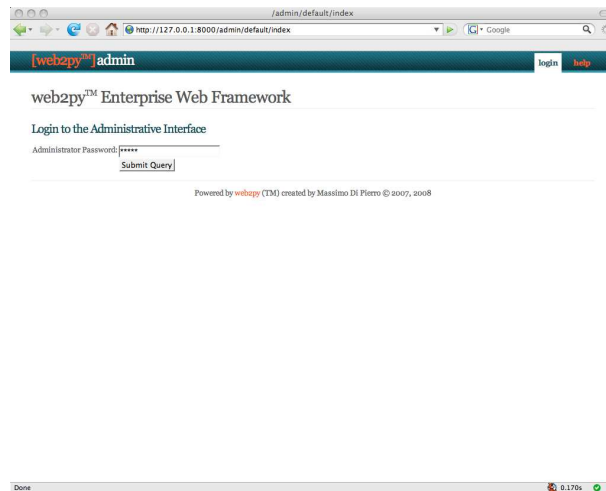 /admin/default/index
http://127.0.0.1:8000/admin/default/index
Google
[web2py™]admin
login help
web2py™ Enterprise Web Framework
Login to the Administrative Interface
Administrator Password: *****
Submit Query
Powered by web2py (TM) created by Massimo Di Pierro © 2007, 2008
Done
0.170s